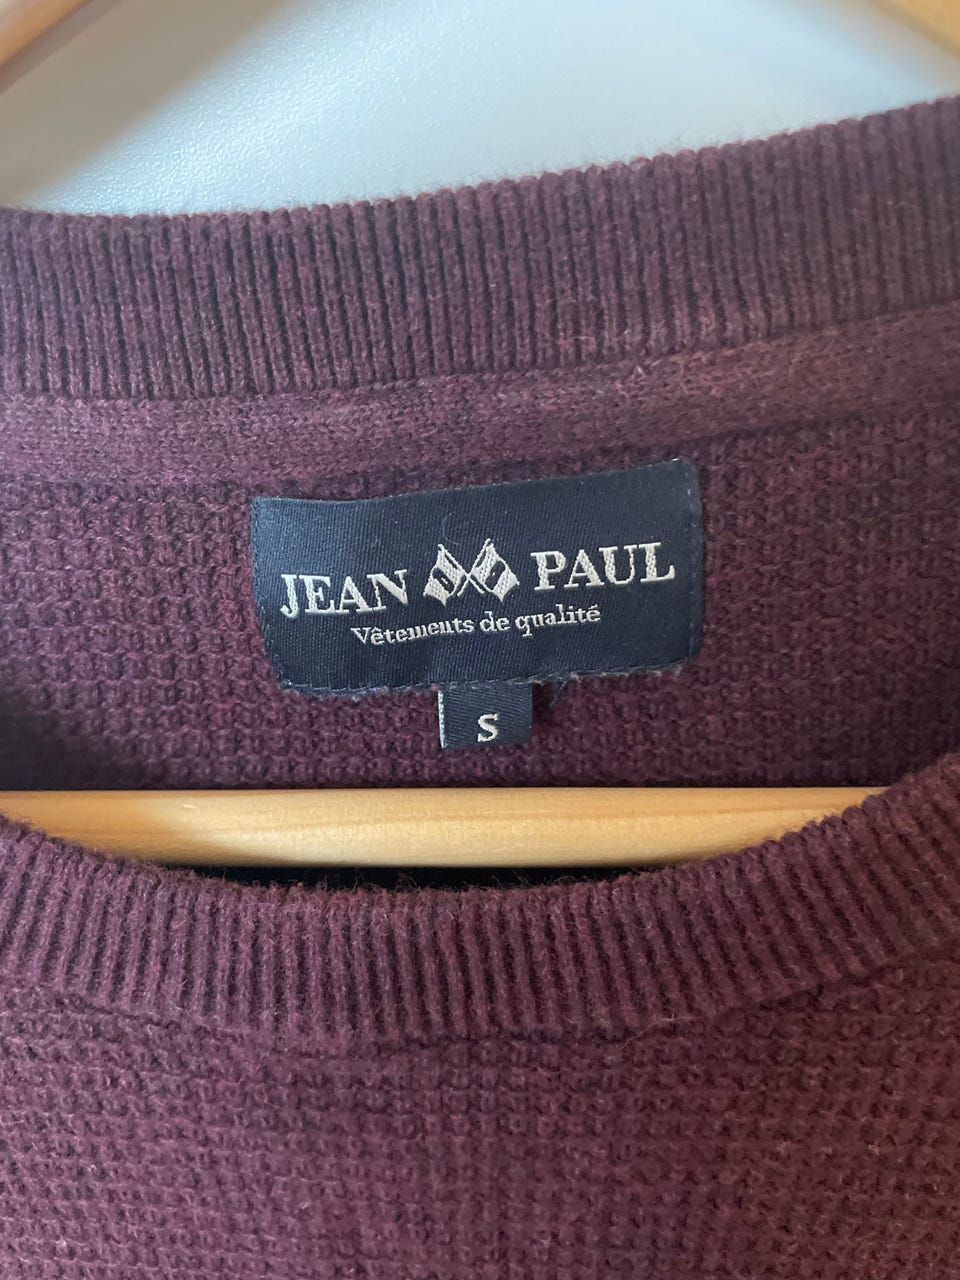 JEAN PAUL
Vêtements de qualité
S